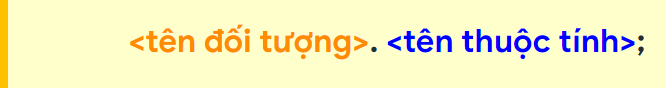 <tên đối tượng>. <tên thuộc tính>;